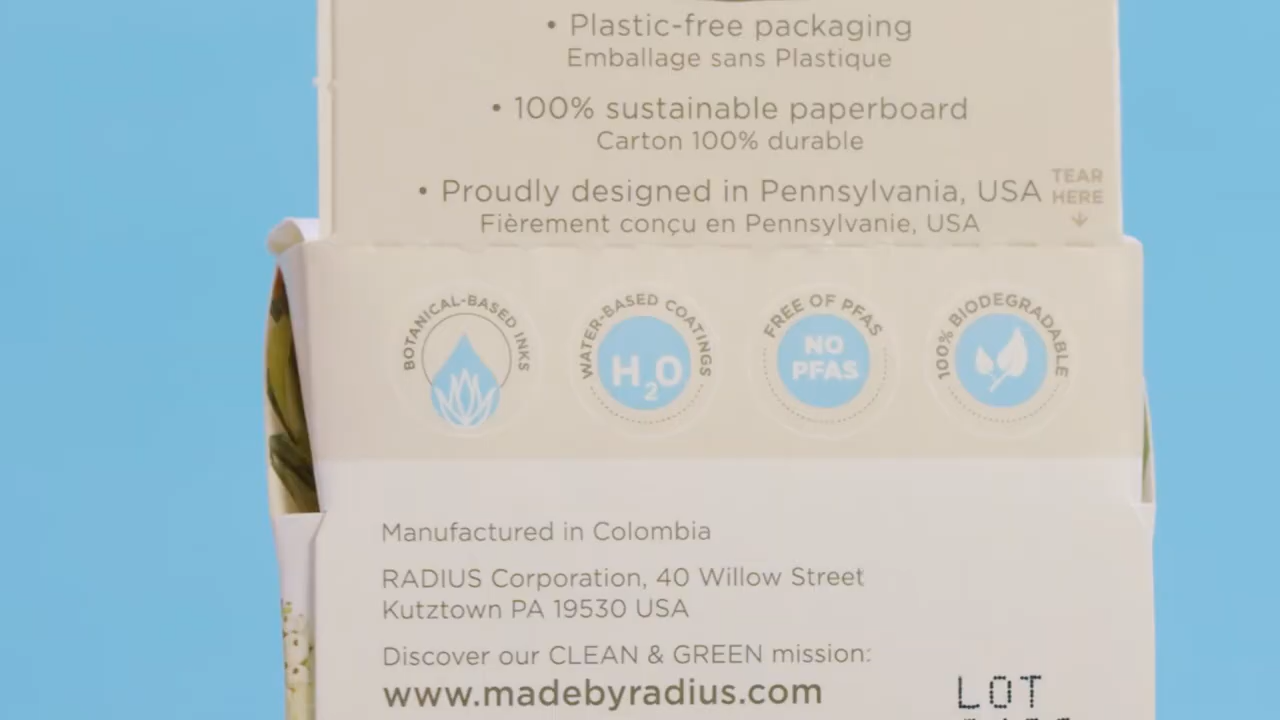 • Plastic-free packaging
Emballage sans Plastique
• 100% sustainable paperboard
Carton 100% durable
• Proudly designed in Pennsylvania, USA
Fièrement conçu en Pennsylvanie, USA
TEAR
HERE
BOTANICAL-BASED INKS
WATER-BASED COATINGS
H2O
FREE OF PFAS
NO
PFAS
100% BIODEGRADABLE
Manufactured in Colombia
RADIUS Corporation, 40 Willow Street
Kutztown PA 19530 USA
Discover our CLEAN & GREEN mission:
www.madebyradius.com
LOT